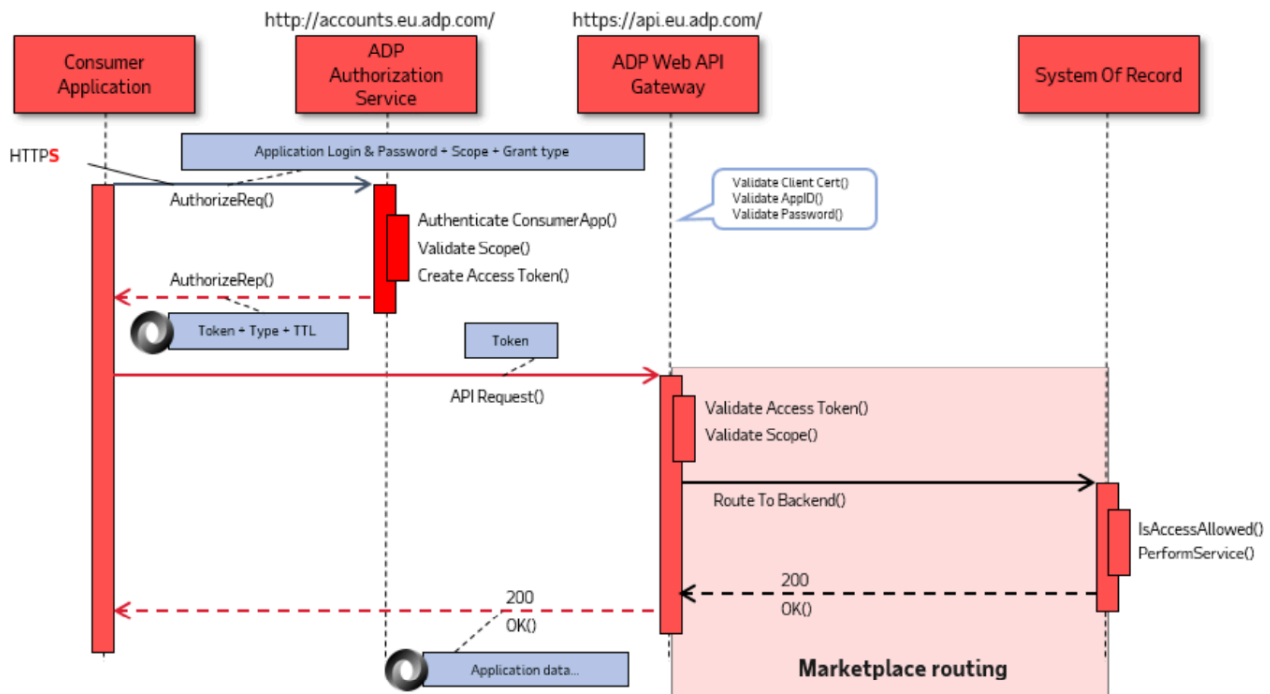 http://accounts.eu.adp.com/
https://api.eu.adp.com/
Consumer
Application
ADP
Authorization
Service
ADP Web API
Gateway
System Of Record
HTTPS
Application Login & Password + Scope + Grant type
AuthorizeReq()
Validate Client Cert()
Validate AppID()
Validate Password()
Authenticate ConsumerApp()
Validate Scope()
Create Access Token()
AuthorizeRep()
Token + Type + TTL
Token
API Request()
Validate Access Token()
Validate Scope()
Route To Backend()
IsAccessAllowed()
PerformService()
200
OK()
200
OK()
Application data...
Marketplace routing